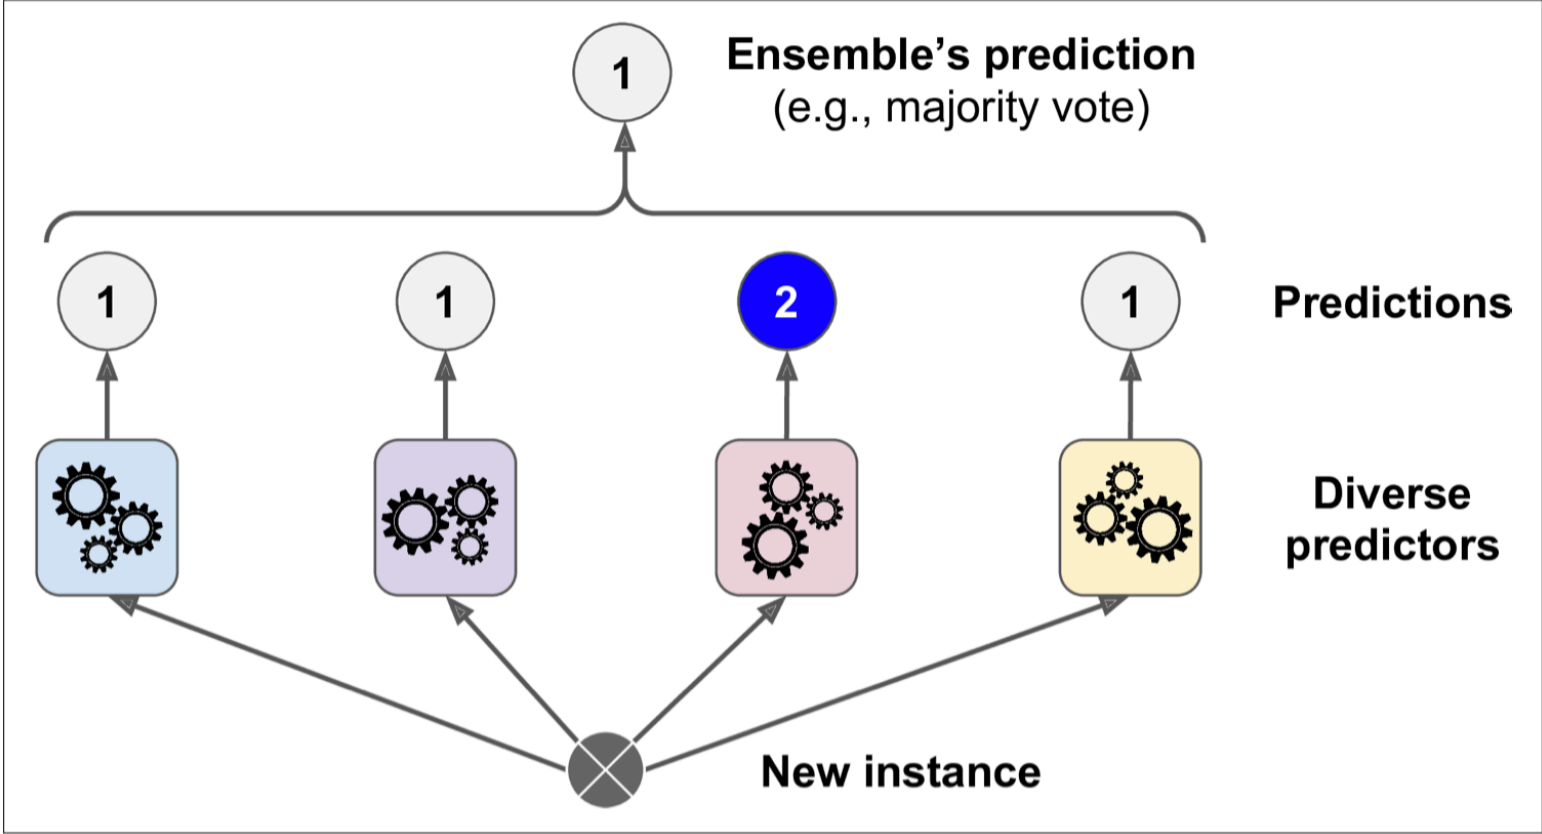 1
Ensemble’s prediction
(e.g., majority vote)
1 1 2 1 Predictions
Diverse
predictors
New instance